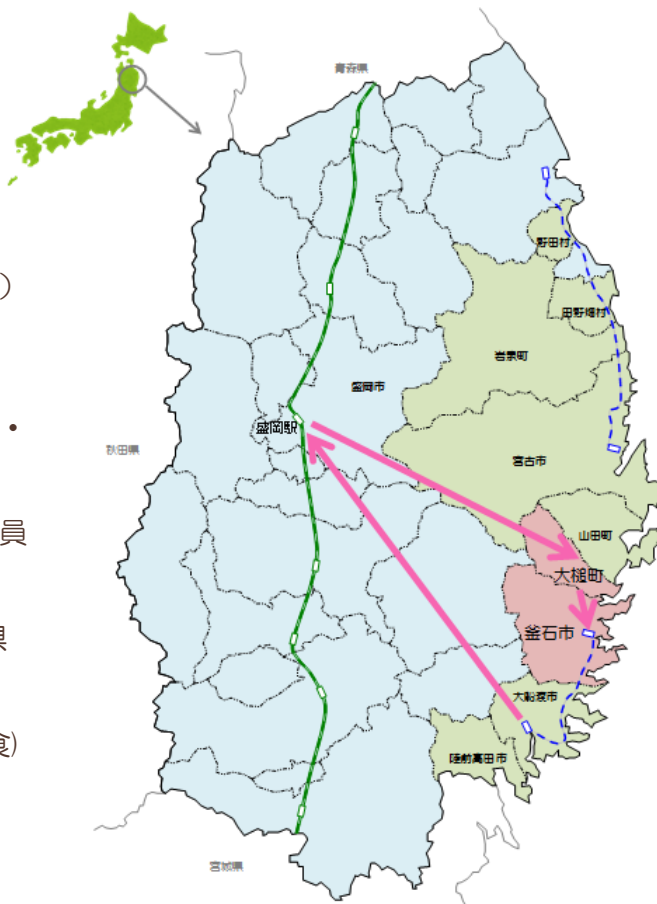 青森県
野田村
)
田野畑村
岩泉町
盛岡市
・
盛岡駅
秋田県
宮古市
員
山田町
大槌町
釜石市
県
大船渡市
食)
陸前高田市
宮城県